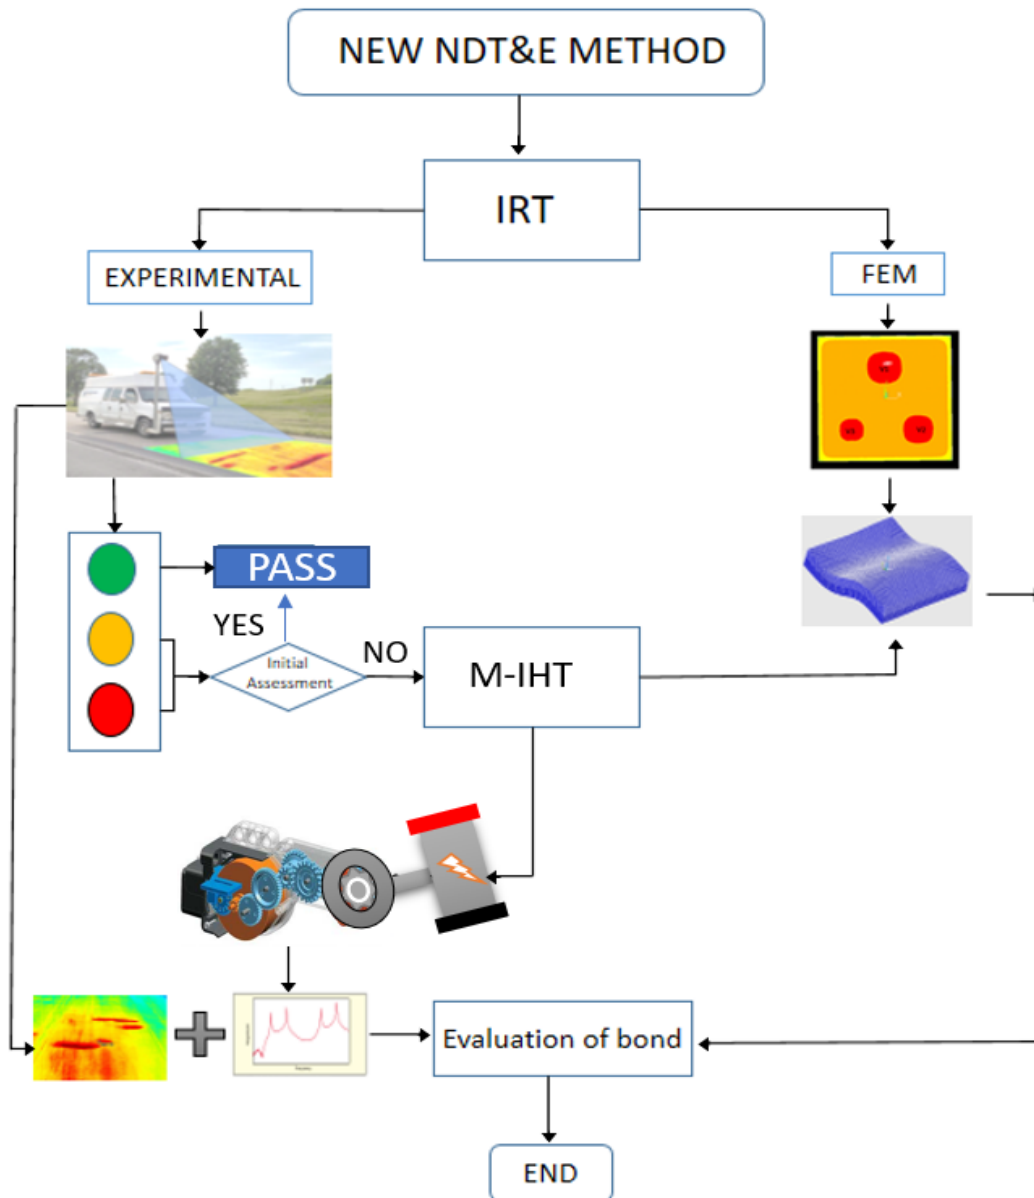 NEW NDT&E METHOD
IRT
EXPERIMENTAL
FEM
PASS
YES
Initial
Assessment
NO
M-IHT
Evaluation of bond
END